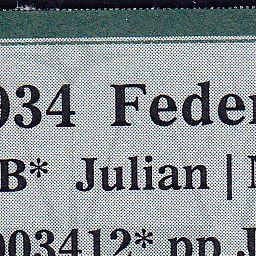 934 Feder
B* Julian |
003412* pp J